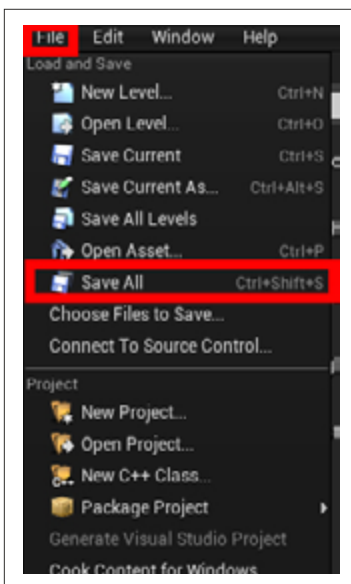 File Edit Window Help
Load and Save
New Level... Ctrl+N
Open Level... Ctrl+O
Save Current Ctrl+S
Save Current As... Ctrl+Alt+S
Save All Levels
Open Asset... Ctrl+P
Save All Ctrl+Shift+S
Choose Files to Save...
Connect To Source Control...
Project
New Project...
Open Project...
New C++ Class...
Package Project
Generate Visual Studio Project
Cook Content for Windows